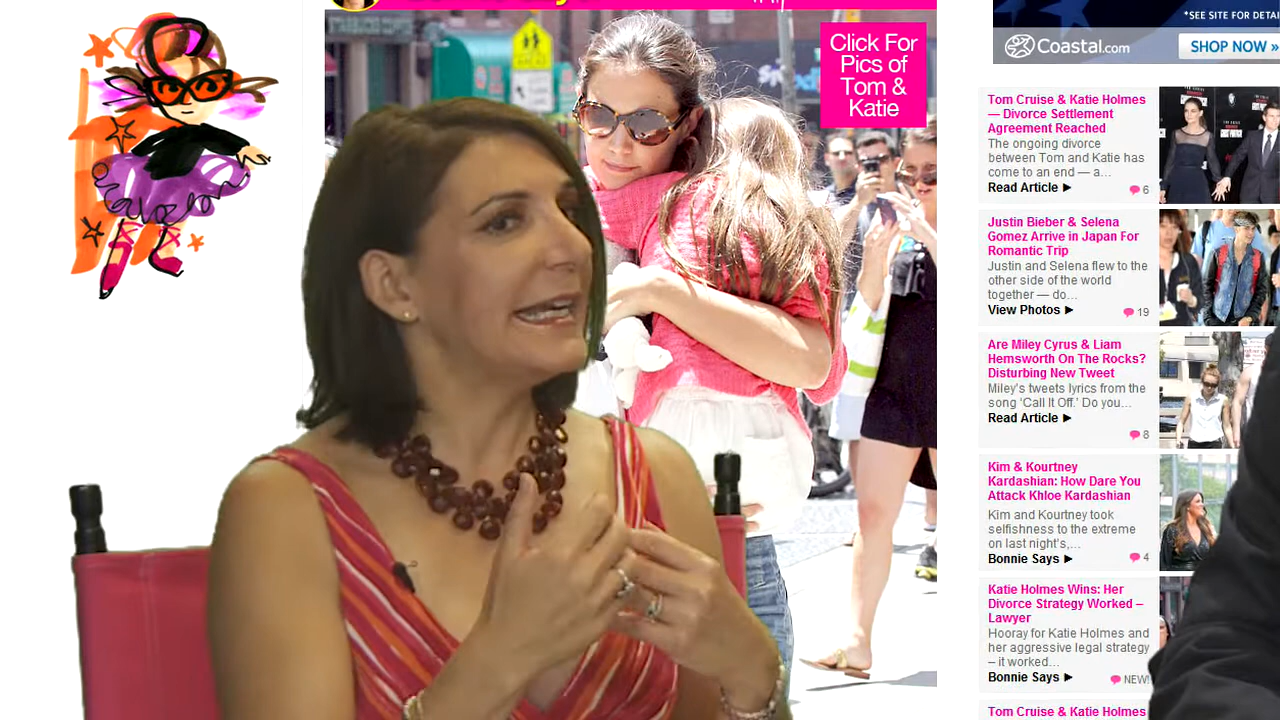 Click For
Pics of
Tom &
Katie
*SEE SITE FOR DETAI
Coastal.com
SHOP NOW »
Tom Cruise & Katie Holmes
— Divorce Settlement
Agreement Reached
The ongoing divorce
between Tom and Katie has
come to an end — a...
Read Article ►
6
Justin Bieber & Selena
Gomez Arrive in Japan For
Romantic Trip
Justin and Selena flew to the
other side of the world
together — do...
View Photos ►
19
Are Miley Cyrus & Liam
Hemsworth On The Rocks?
Disturbing New Tweet
Miley's tweets lyrics from the
song 'Call It Off.' Do you...
Read Article ►
8
Kim & Kourtney
Kardashian: How Dare You
Attack Khloe Kardashian
Kim and Kourtney took
selfishness to the extreme
on last night's,...
Bonnie Says ►
4
Katie Holmes Wins: Her
Divorce Strategy Worked –
Lawyer
Hooray for Katie Holmes and
her aggressive legal strategy
– it worked...
Bonnie Says ►
NEW!
Tom Cruise & Katie Holmes